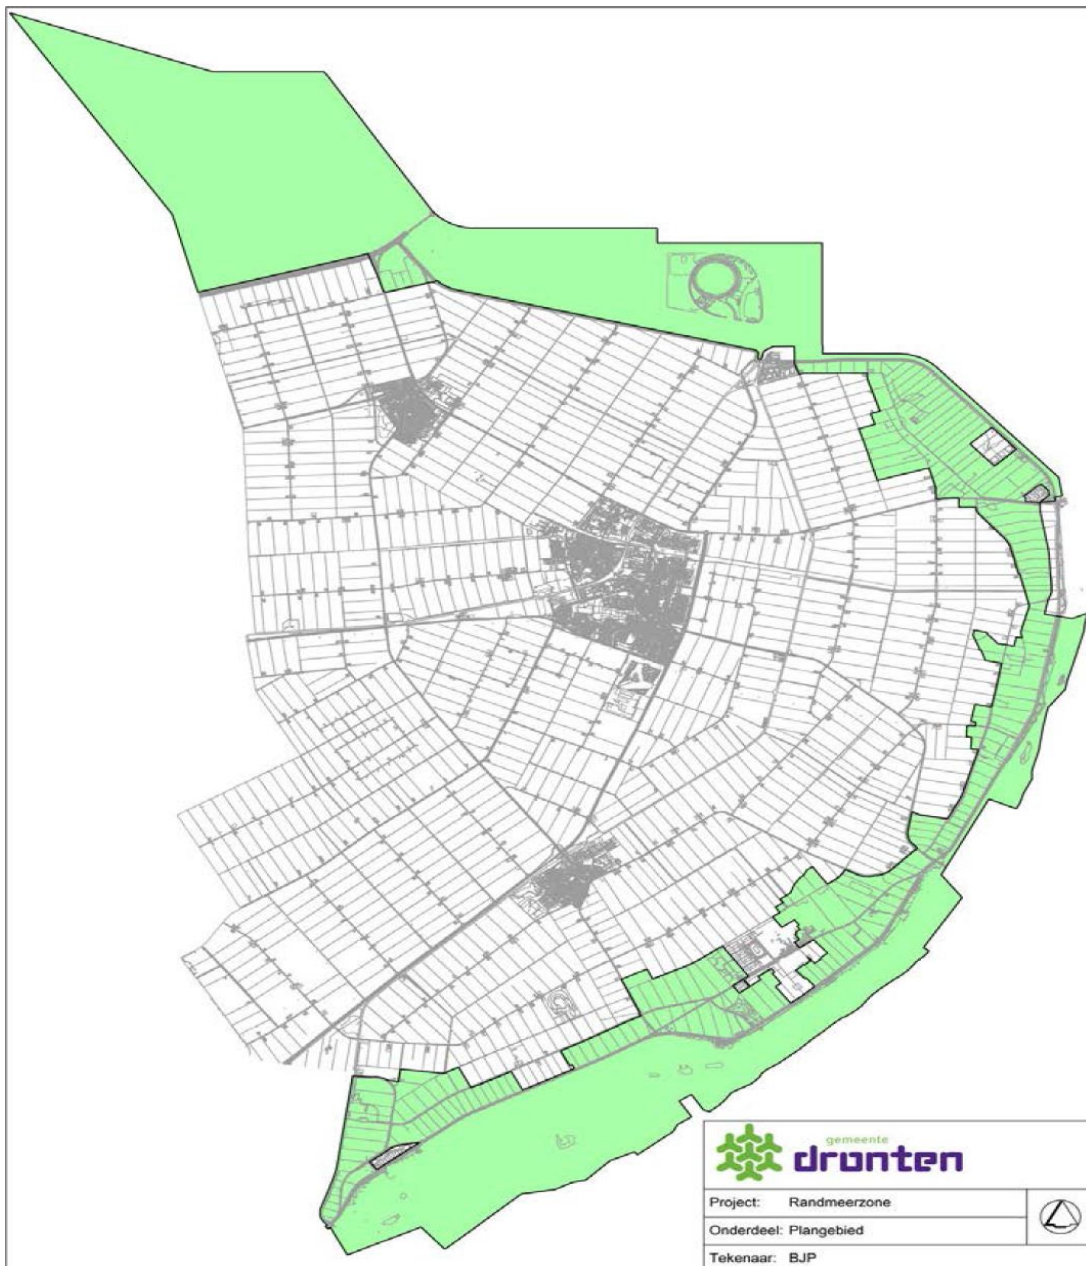 gemeente
dronten
Project: Randmeerzone
Onderdeel: Plangebied
Tekenaar: BJP